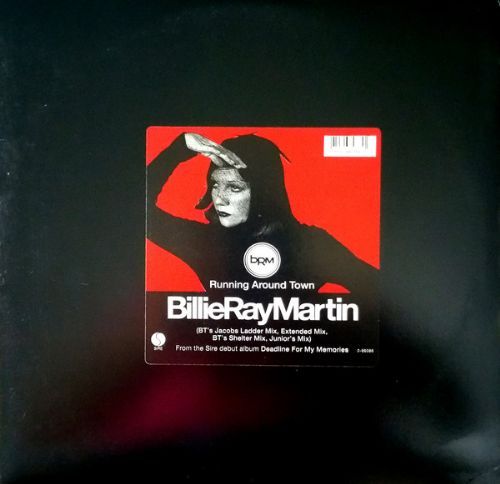 BRM
Running Around Town
BillieRayMartin
(BT's Jacobs Ladder Mix, Extended Mix,
BT's Shelter Mix, Junior's Mix)
SIRE
From the Sire debut album Deadline For My Memories